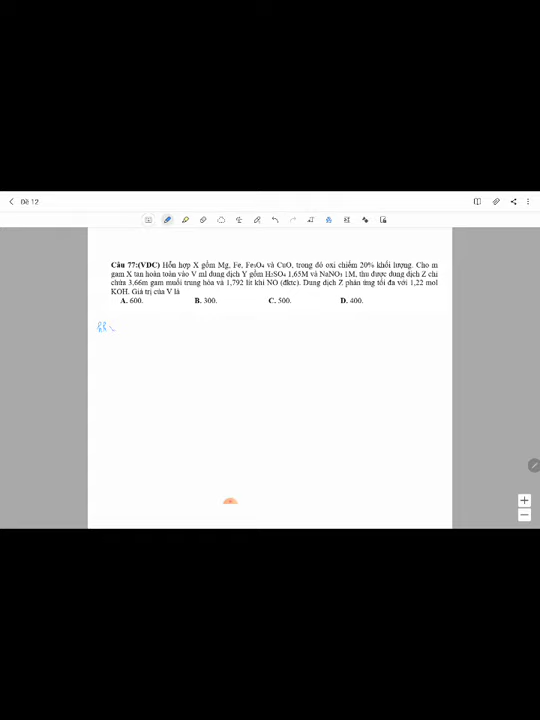 Đề 12
Câu 77:(VDC) Hỗn hợp X gồm Mg, Fe, Fe₃O₄ và CuO, trong đó oxi chiếm 20% khối lượng. Cho m
gam X tan hoàn toàn vào V ml dung dịch Y gồm H₂SO₄ 1,65M và NaNO₃ 1M, thu được dung dịch Z chỉ
chứa 3,66m gam muối trung hòa và 1,792 lít khí NO (đktc). Dung dịch Z phản ứng tối đa với 1,22 mol
KOH. Giá trị của V là
A. 600. B. 300. C. 500. D. 400.